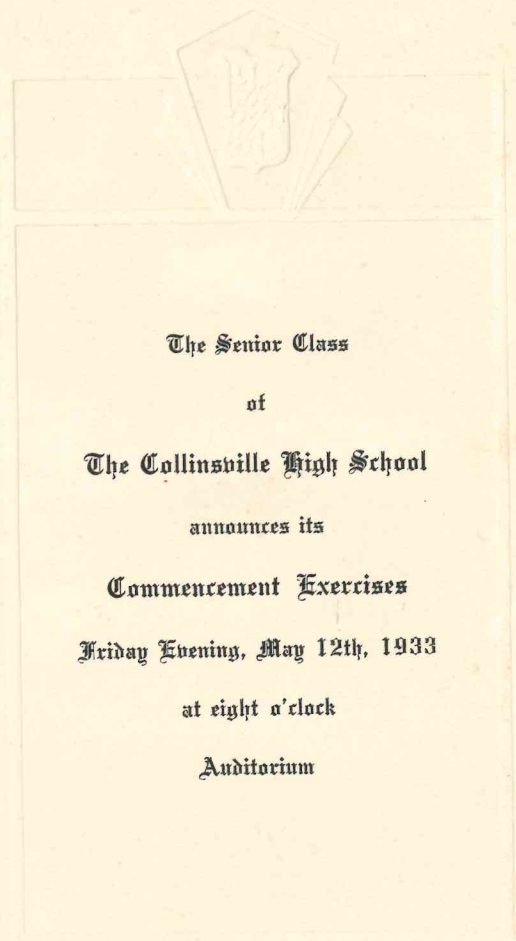 The Senior Class
of
The Collinsville High School
announces its
Commencement Exercises
Friday Evening, May 12th, 1933
at eight o'clock
Auditorium